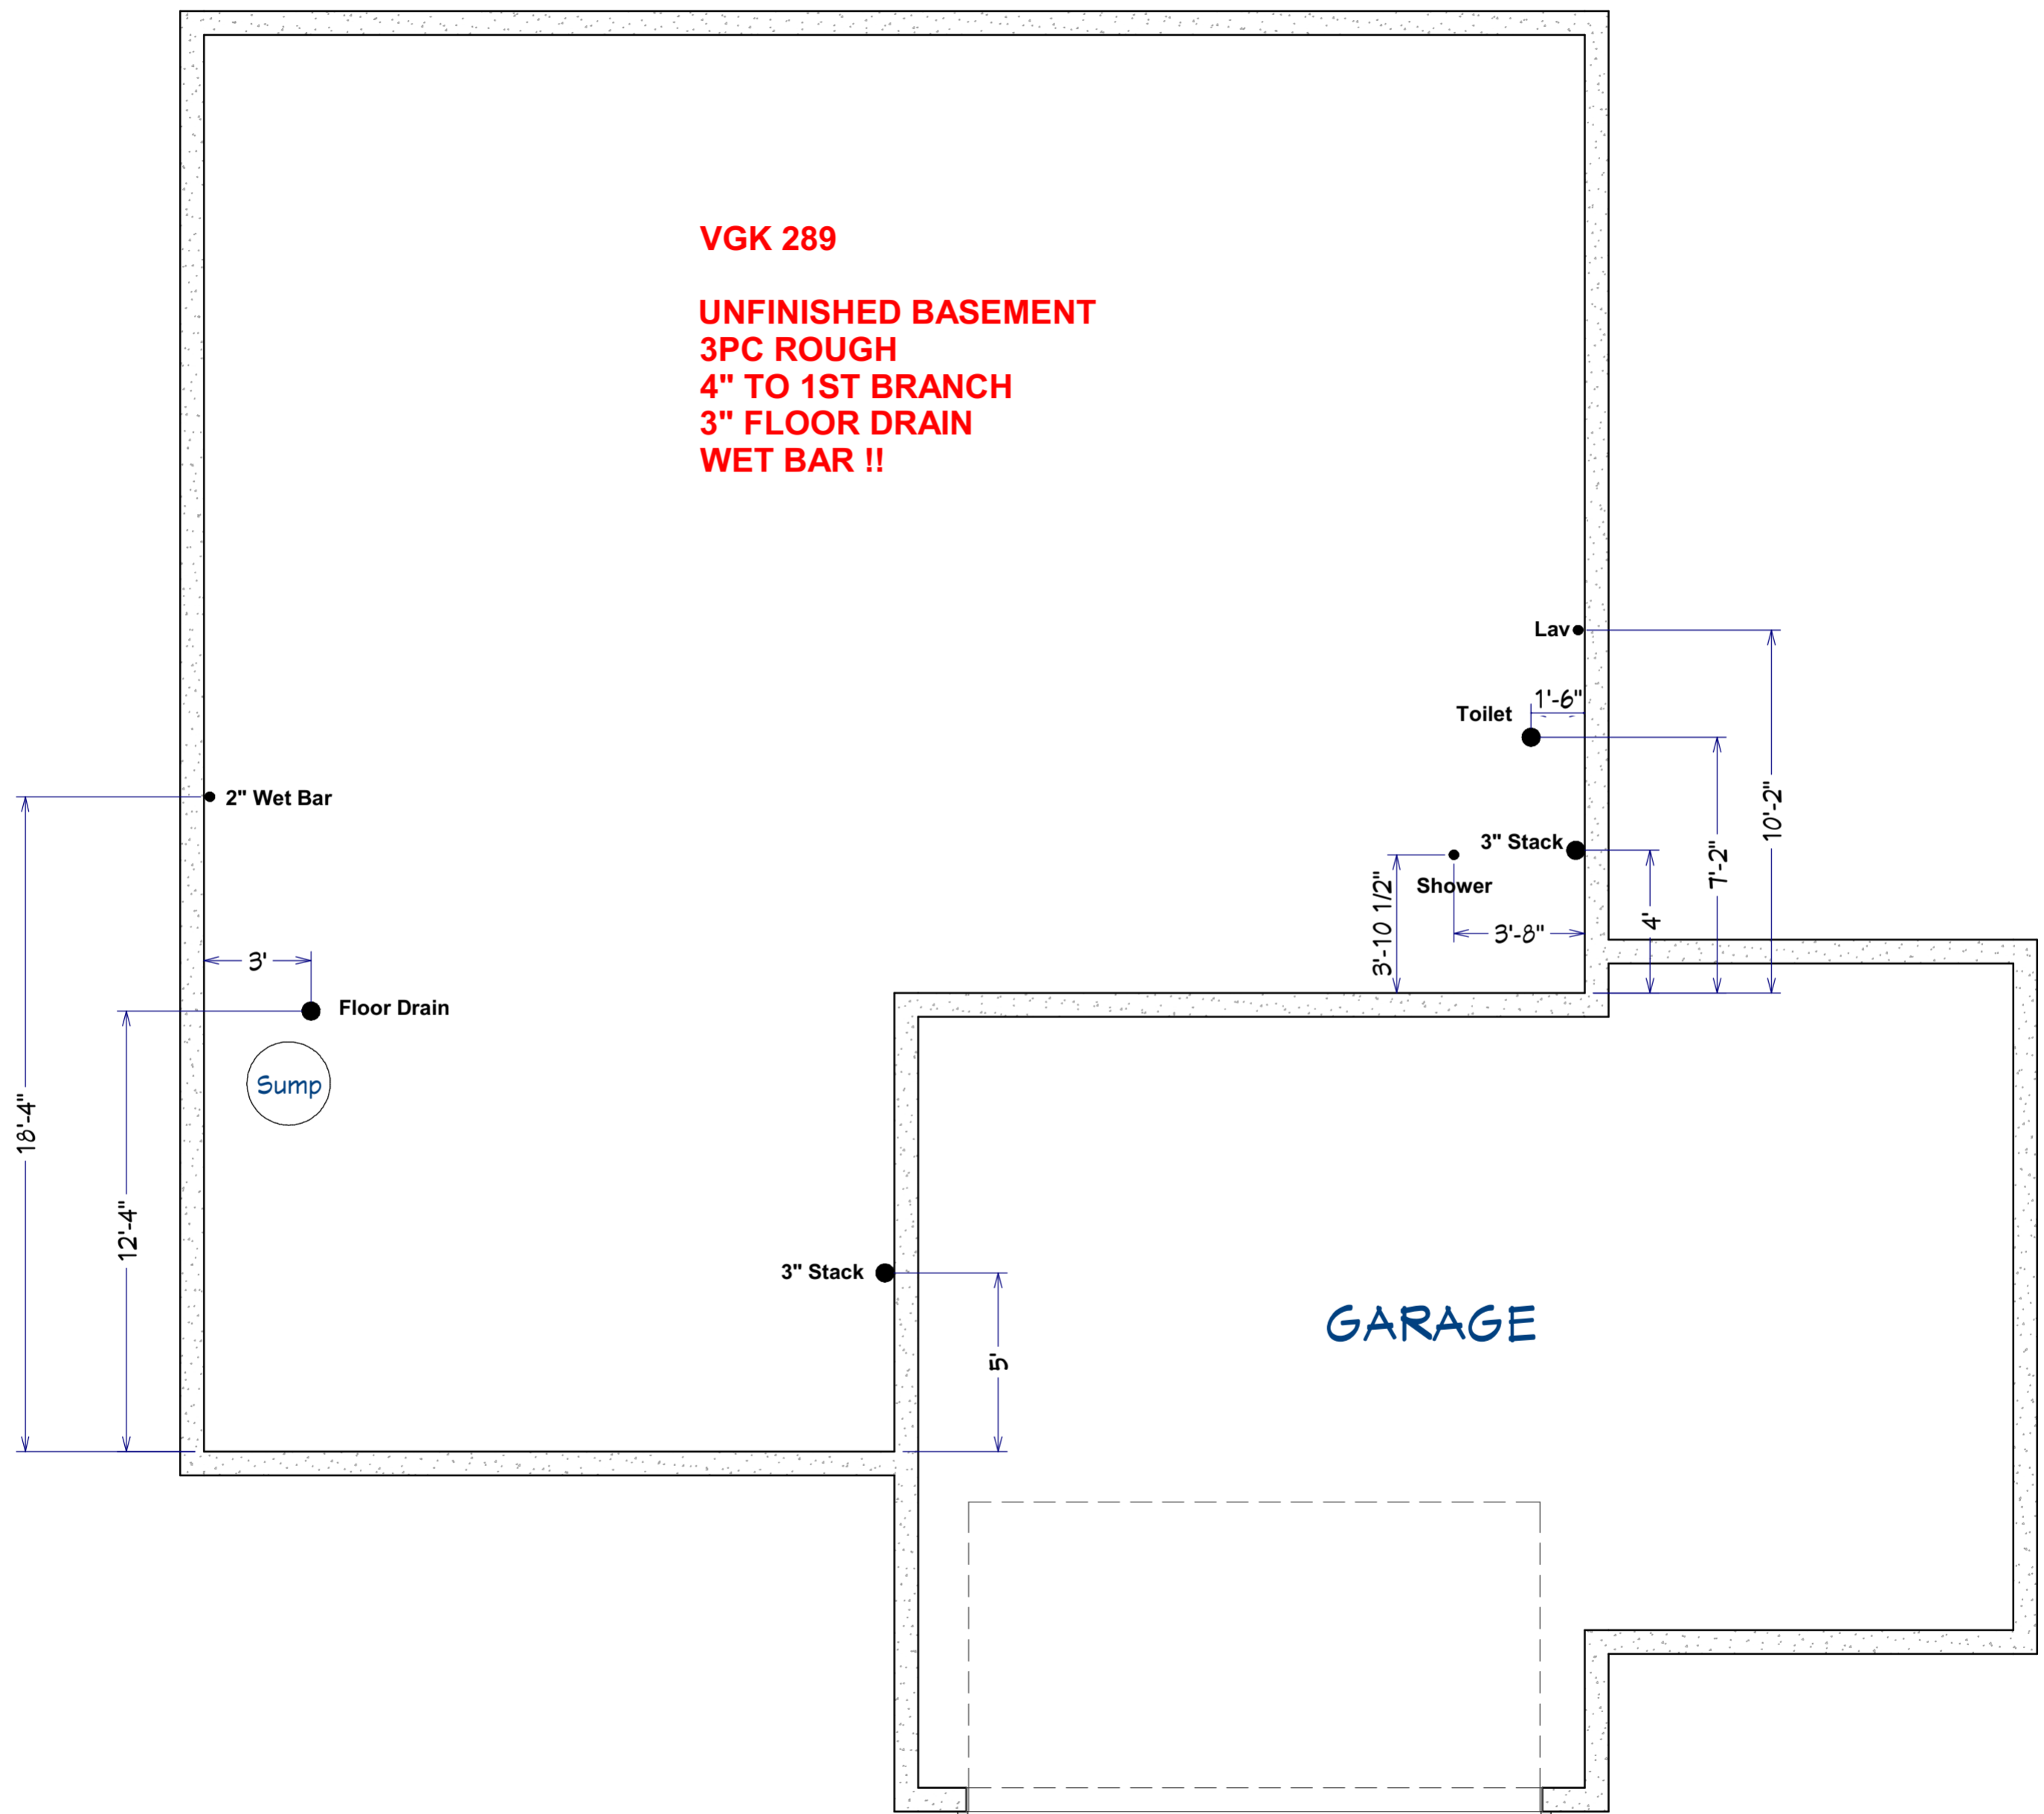 VGK 289
UNFINISHED BASEMENT
3PC ROUGH
4" TO 1ST BRANCH
3" FLOOR DRAIN
WET BAR !!
Lav
1'-6"
Toilet
2" Wet Bar
10'-2"
3" Stack
7'-2"
Shower
3'-10 1/2"
4'
3'-8"
3'
Floor Drain
Sump
18'-4"
12'-4"
3" Stack
GARAGE
5'